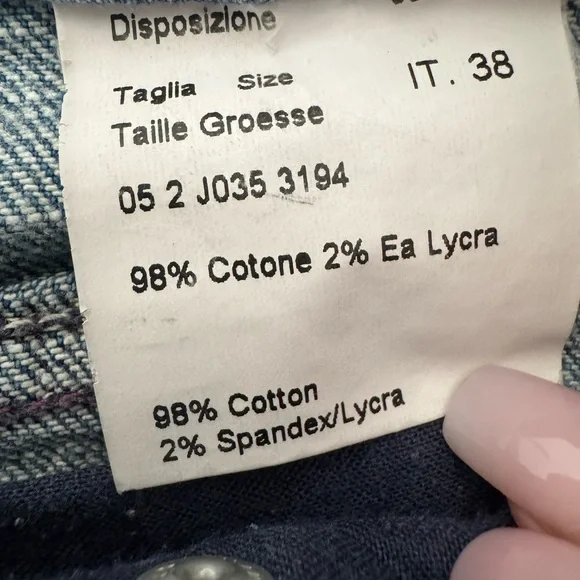 Disposizione
Taglia Size IT. 38
Taille Groesse
05 2 J035 3194
98% Cotone 2% Ea Lycra
98% Cotton
2% Spandex/Lycra